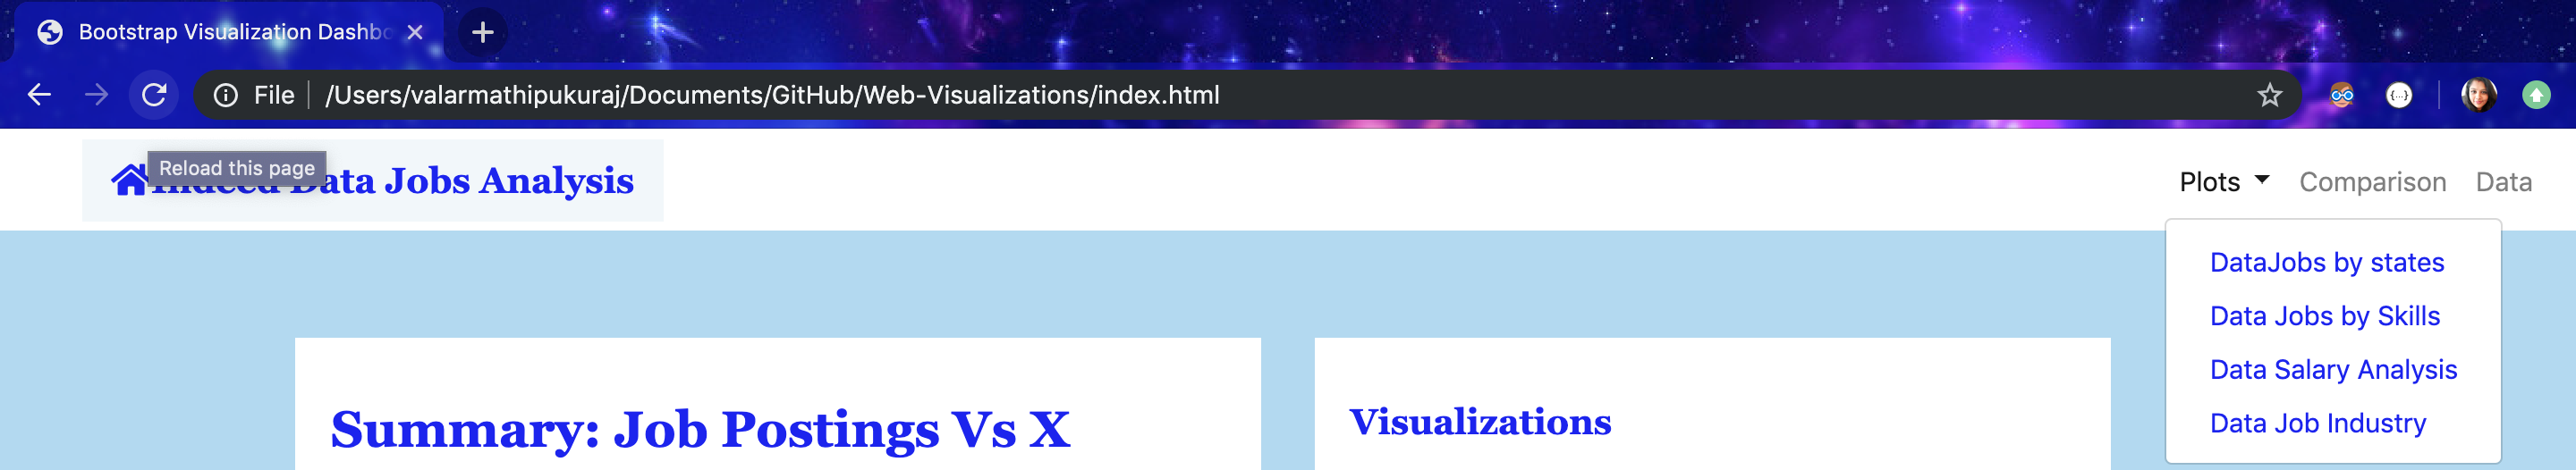 Bootstrap Visualization Dashbo
File /Users/valarmathipukuraj/Documents/GitHub/Web-Visualizations/index.html
Reload this page
Indeed Data Jobs Analysis
Plots Comparison Data
DataJobs by states
Data Jobs by Skills
Data Salary Analysis
Data Job Industry
Summary: Job Postings Vs X
Visualizations